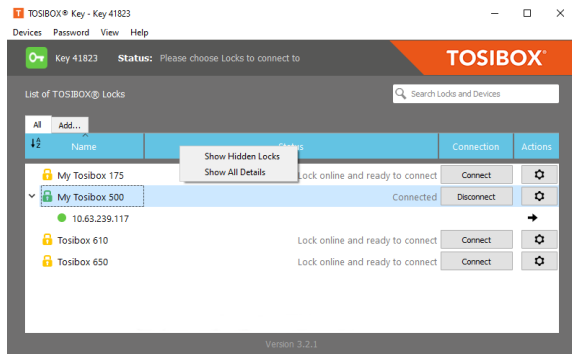 TOSIBOX® Key - Key 41823
Devices Password View Help
Key 41823 Status: Please choose Locks to connect to TOSIBOX®
List of TOSIBOX® Locks Search Locks and Devices
All Add...
Name Status Connection Actions
Show Hidden Locks
Show All Details
My Tosibox 175 Lock online and ready to connect Connect
My Tosibox 500 Connected Disconnect
10.63.239.117
Tosibox 610 Lock online and ready to connect Connect
Tosibox 650 Lock online and ready to connect Connect
Version 3.2.1